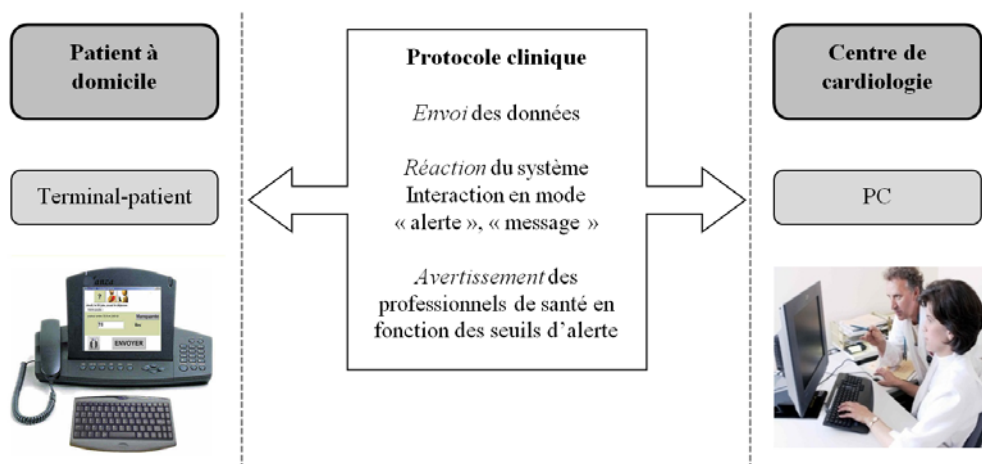 Patient à
domicile
Terminal-patient
ENVOYER
Protocole clinique
Envoi des données
Réaction du système
Interaction en mode
« alerte », « message »
Avertissement des
professionnels de santé en
fonction des seuils d’alerte
Centre de
cardiologie
PC